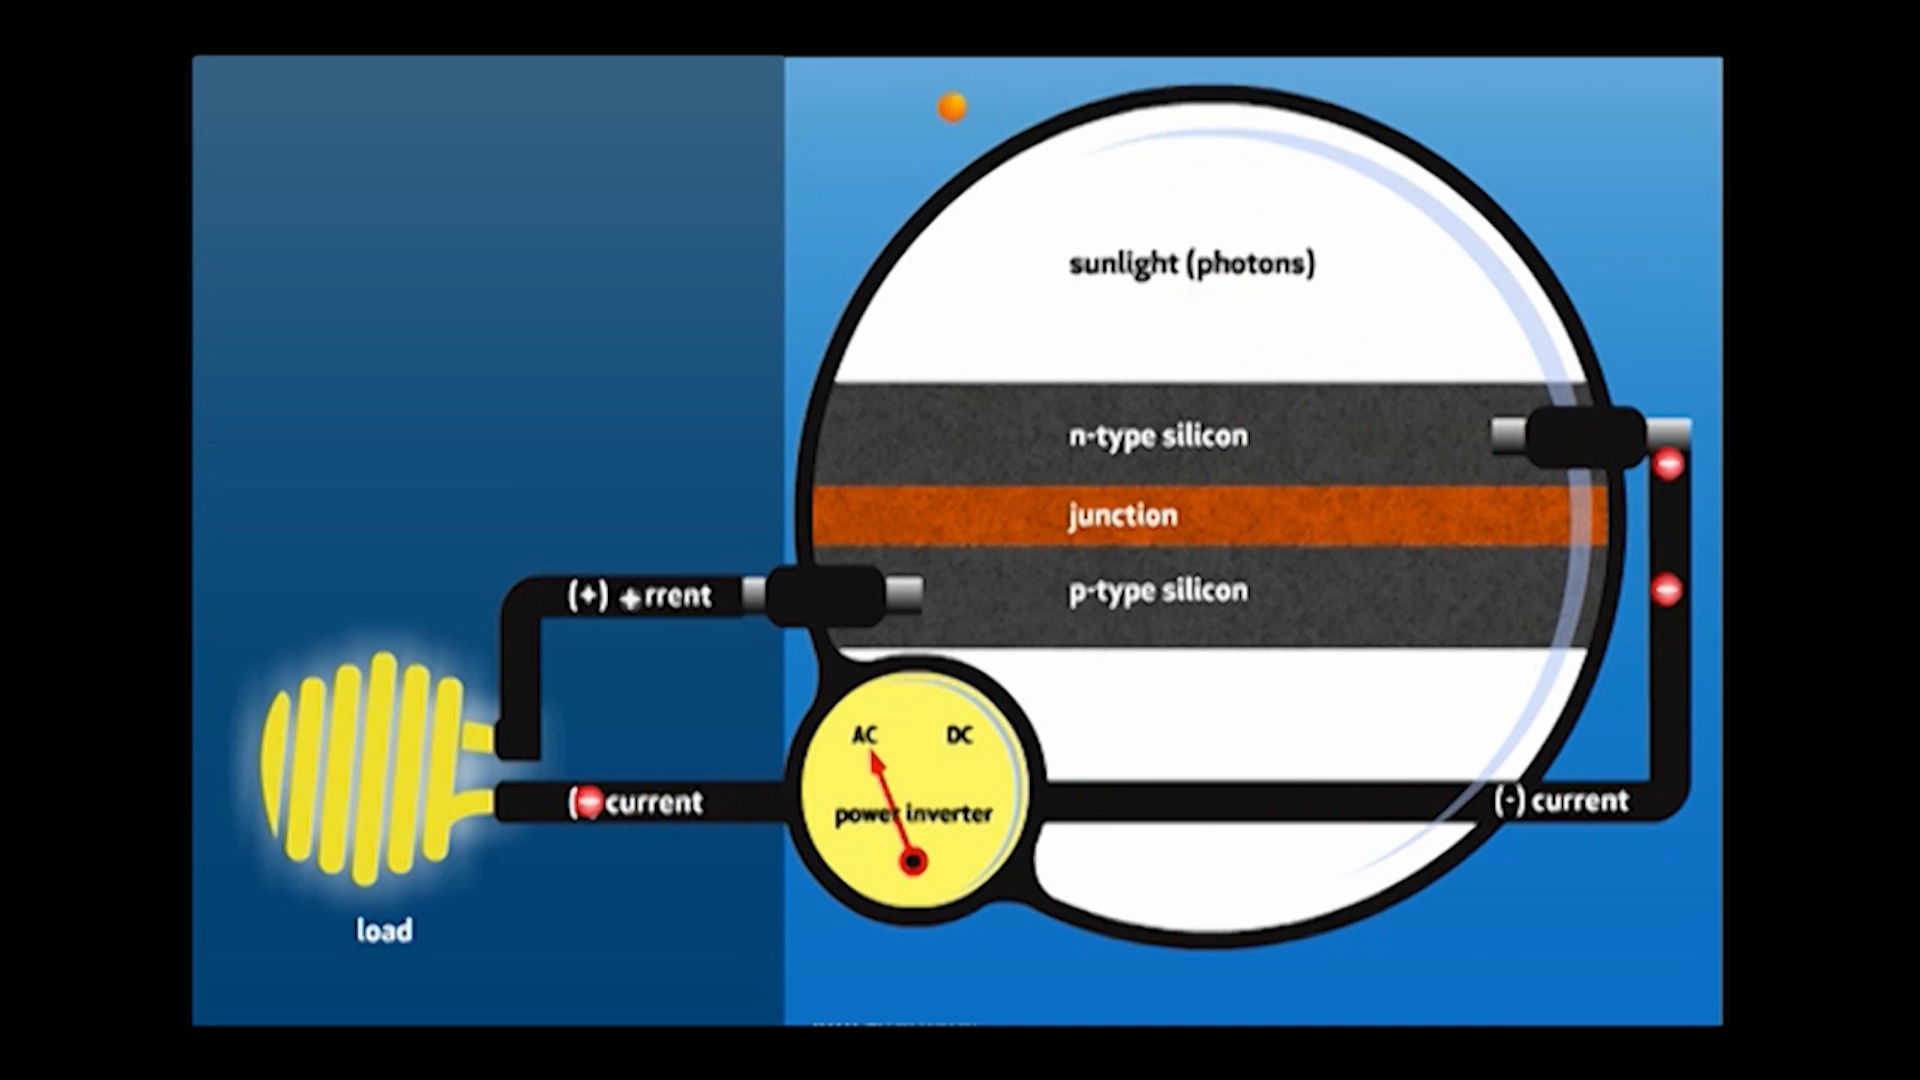 sunlight (photons)
n-type silicon
junction
p-type silicon
(+) rrent
AC DC
power inverter
( current
(-) current
load